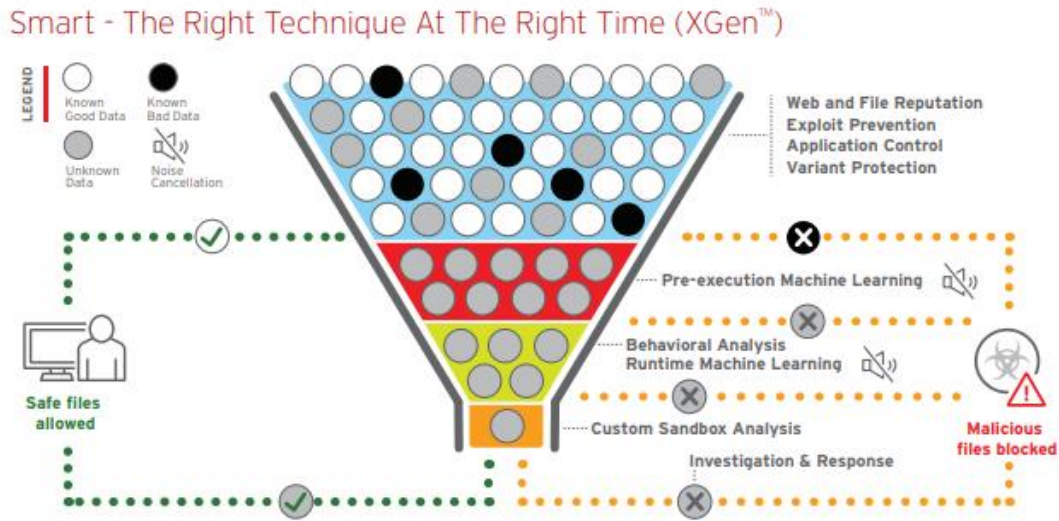 Smart - The Right Technique At The Right Time (XGen™)
LEGEND
Known
Good Data
Known
Bad Data
Unknown
Data
Noise
Cancellation
Web and File Reputation
Exploit Prevention
Application Control
Variant Protection
Pre-execution Machine Learning
Behavioral Analysis
Runtime Machine Learning
Safe files
allowed
Custom Sandbox Analysis
Malicious
files blocked
Investigation & Response